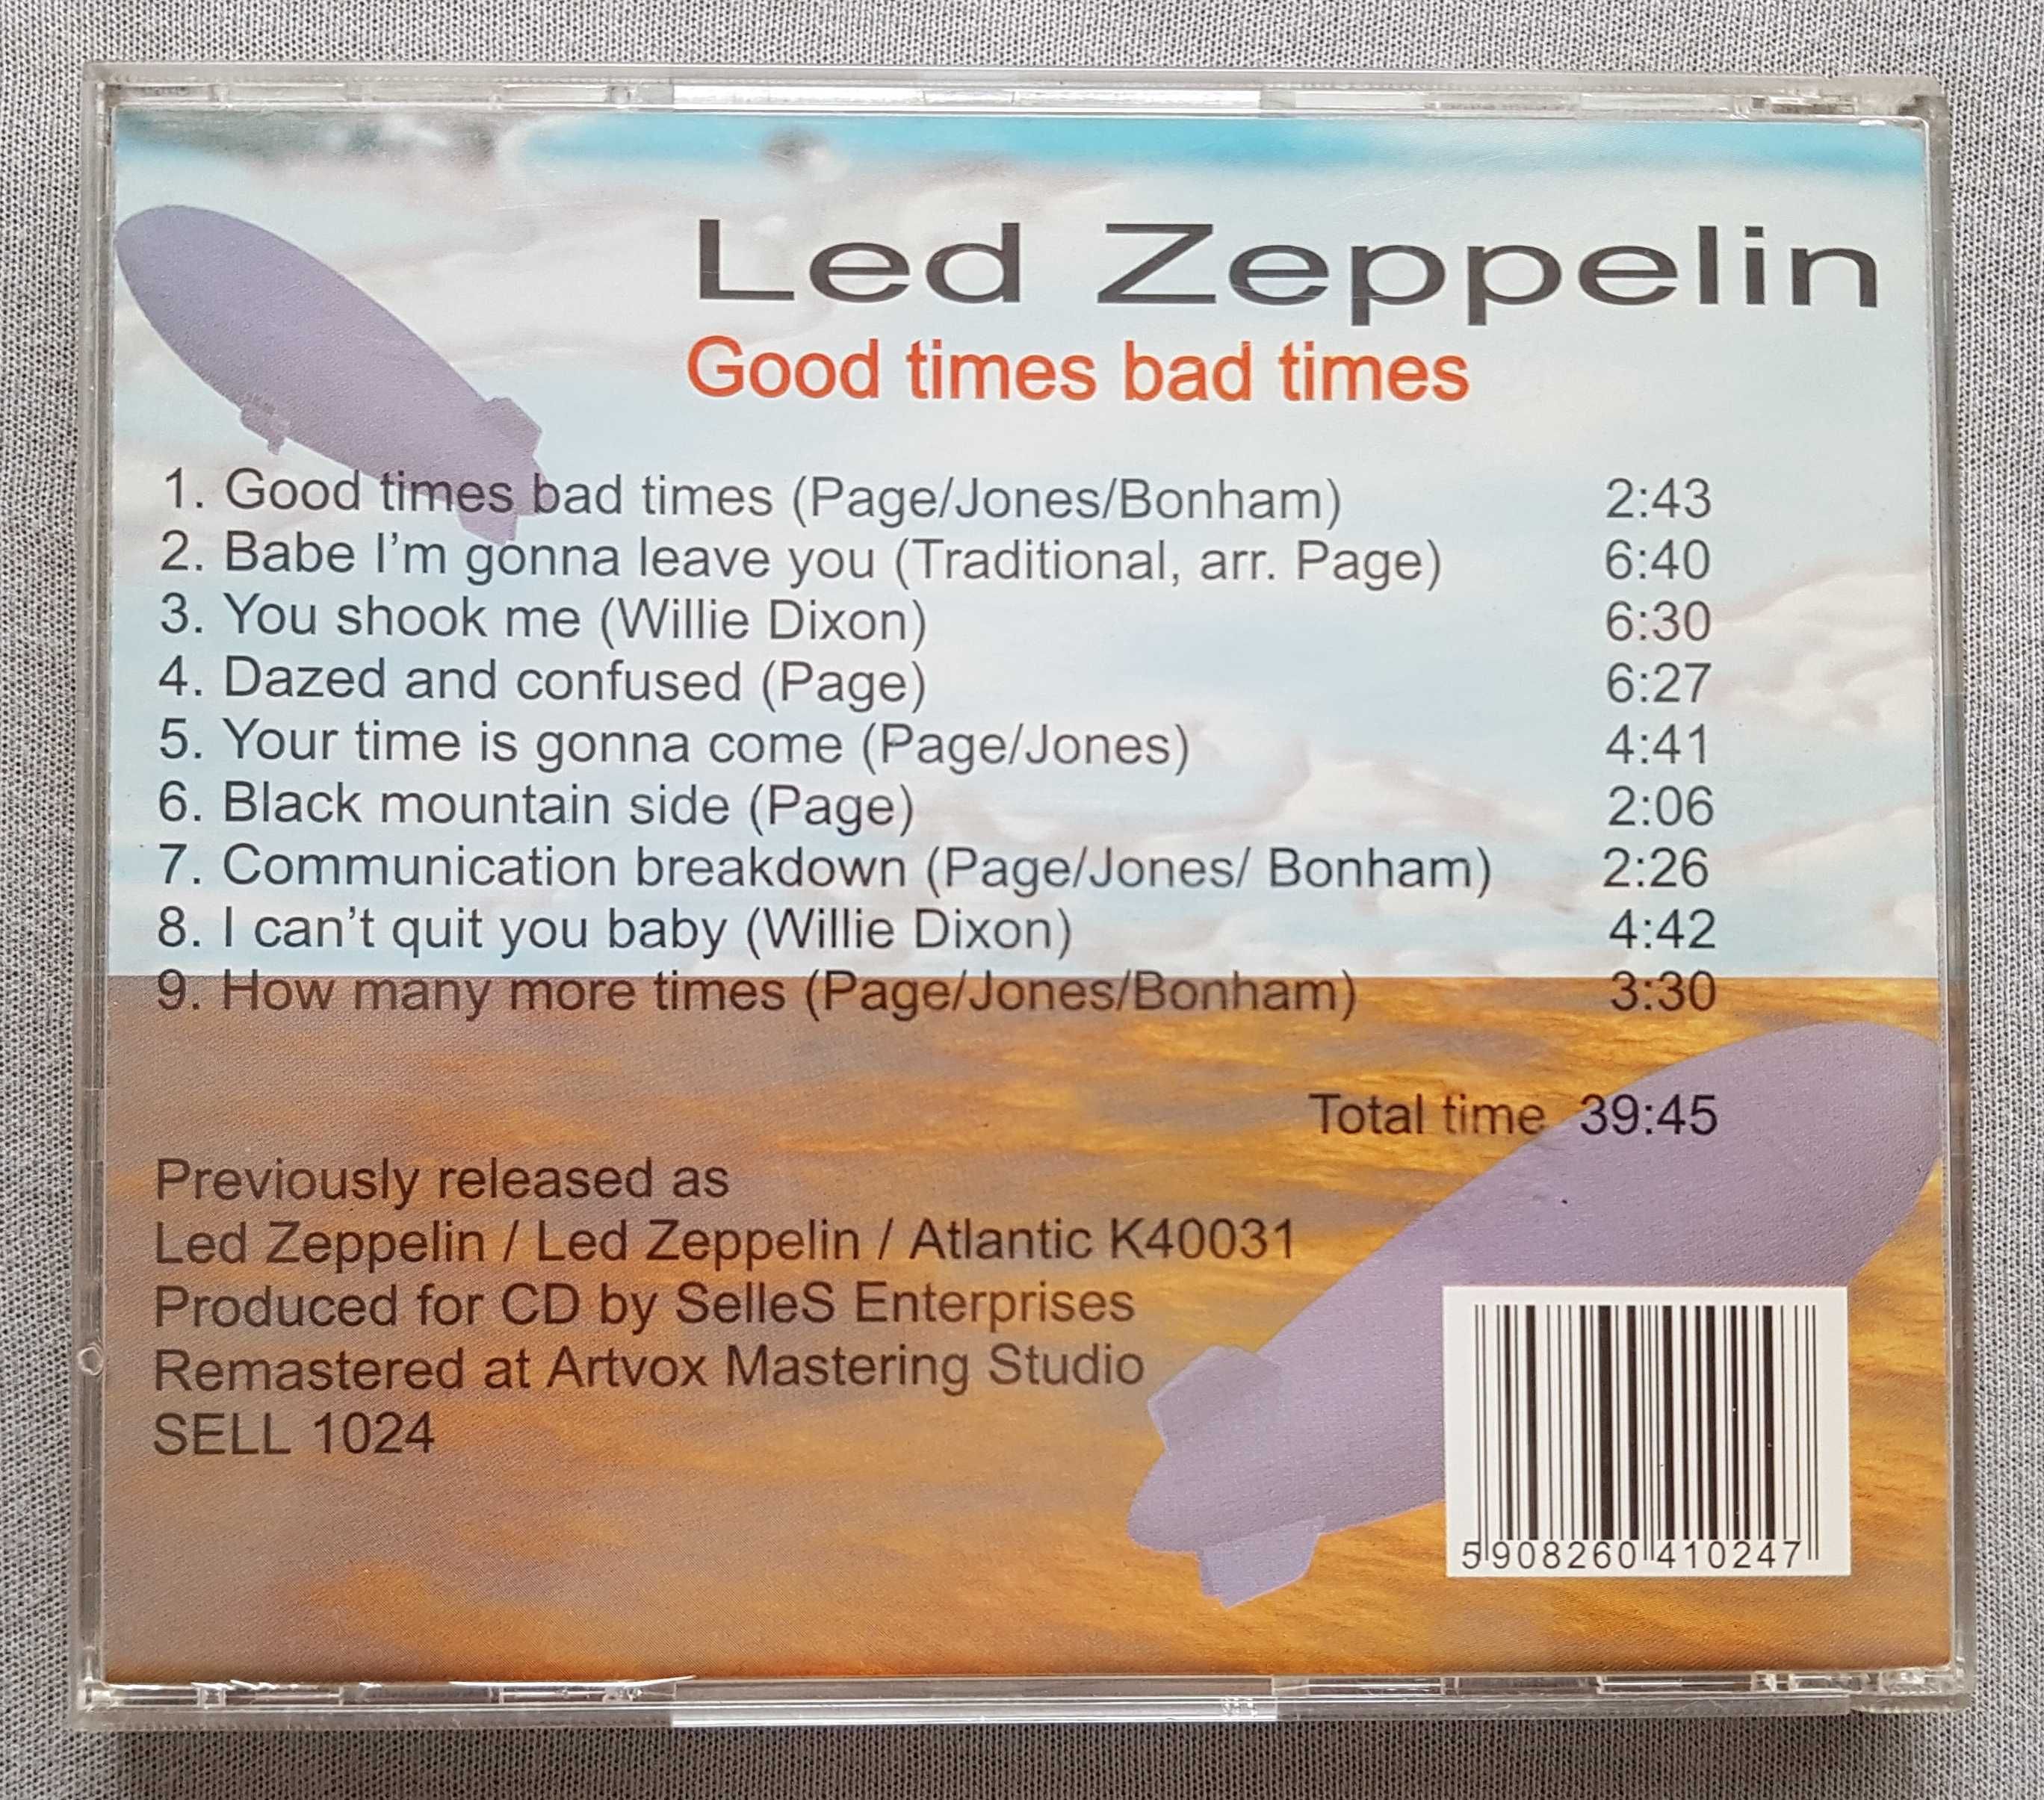 Led Zeppelin
Good times bad times
1. Good times bad times (Page/Jones/Bonham) 2:43
2. Babe I'm gonna leave you (Traditional, arr. Page) 6:40
3. You shook me (Willie Dixon) 6:30
4. Dazed and confused (Page) 6:27
5. Your time is gonna come (Page/Jones) 4:41
6. Black mountain side (Page) 2:06
7. Communication breakdown (Page/Jones/ Bonham) 2:26
8. I can't quit you baby (Willie Dixon) 4:42
9. How many more times (Page/Jones/Bonham) 3:30
Total time 39:45
Previously released as
Led Zeppelin / Led Zeppelin / Atlantic K40031
Produced for CD by SelleS Enterprises
Remastered at Artvox Mastering Studio
SELL 1024
5 908260 410247